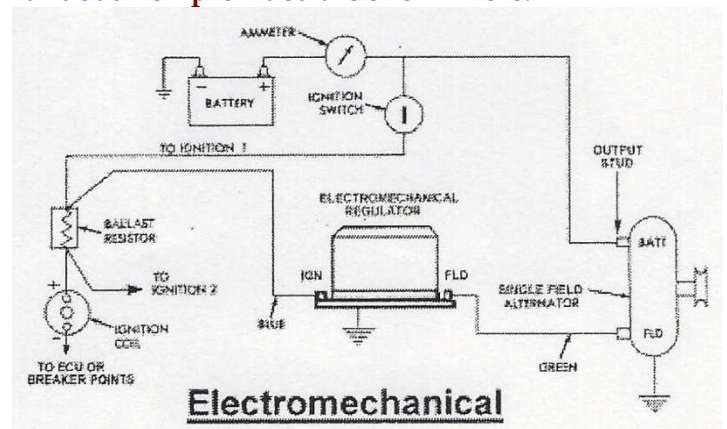 AMMETER
BATTERY
- +
IGNITION
SWITCH
TO IGNITION 1
OUTPUT
STUD
ELECTROMECHANICAL
REGULATOR
BALLAST
RESISTOR
BATT
IGN
FLD
TO
IGNITION 2
SINGLE FIELD
ALTERNATOR
+
BLUE
IGNITION
COIL
-
FLD
GREEN
TO ECU OR
BREAKER POINTS
Electromechanical